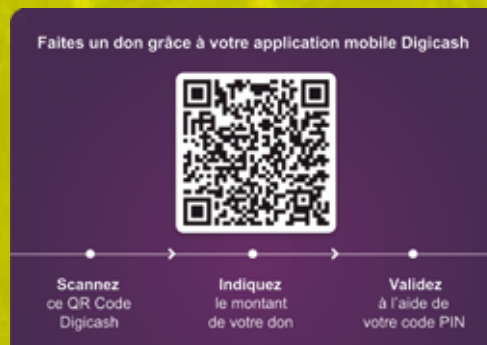 Faites un don grâce à votre application mobile Digicash
Scannez
ce QR Code
Digicash
Indiquez
le montant
de votre don
Validez
à l'aide de
votre code PIN